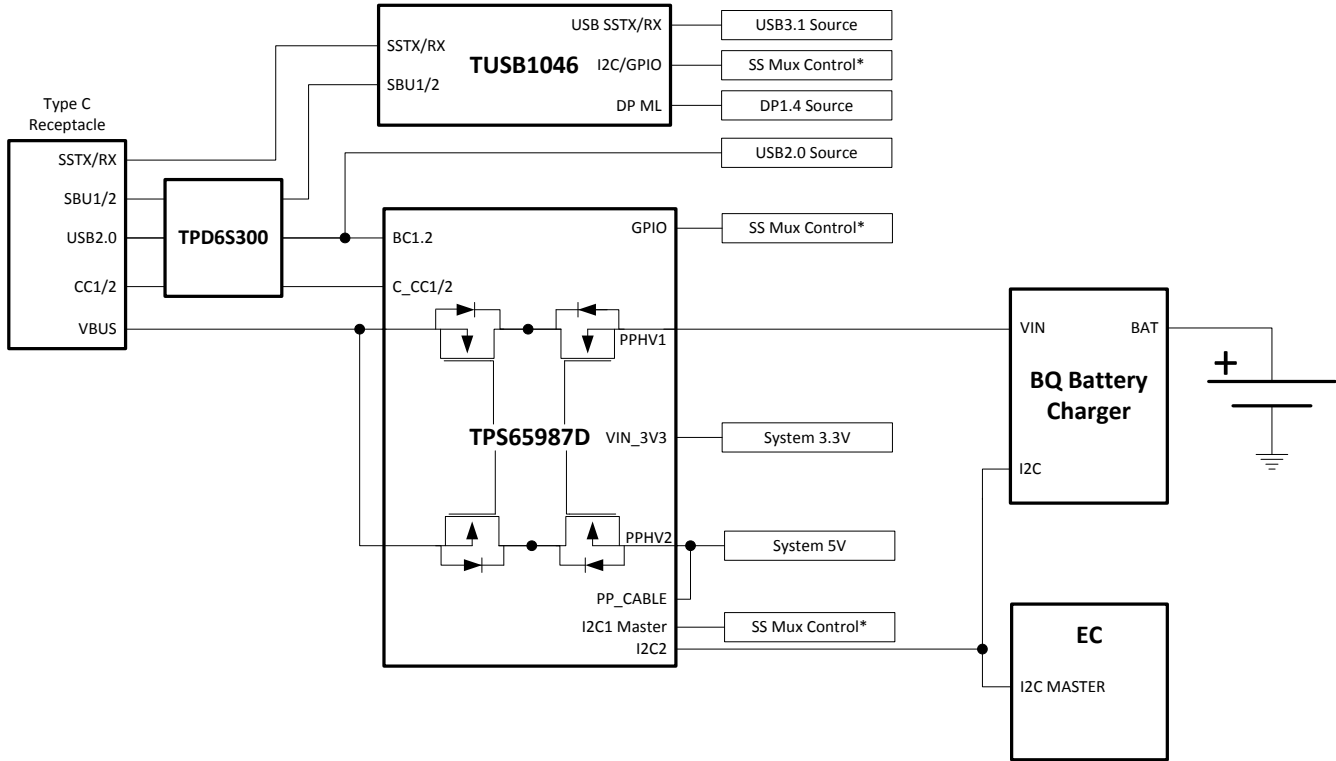 USB SSTX/RX
USB3.1 Source
SSTX/RX
TUSB1046
I2C/GPIO
SS Mux Control*
SBU1/2
DP ML
DP1.4 Source
Type C
Receptacle
SSTX/RX
USB2.0 Source
SBU1/2
USB2.0
TPD6S300
CC1/2
VBUS
BC1.2
GPIO
SS Mux Control*
C_CC1/2
PPHV1
TPS65987D
VIN_3V3
System 3.3V
PPHV2
System 5V
PP_CABLE
I2C1 Master
SS Mux Control*
I2C2
VIN
BAT
BQ Battery
Charger
I2C
+
EC
I2C MASTER